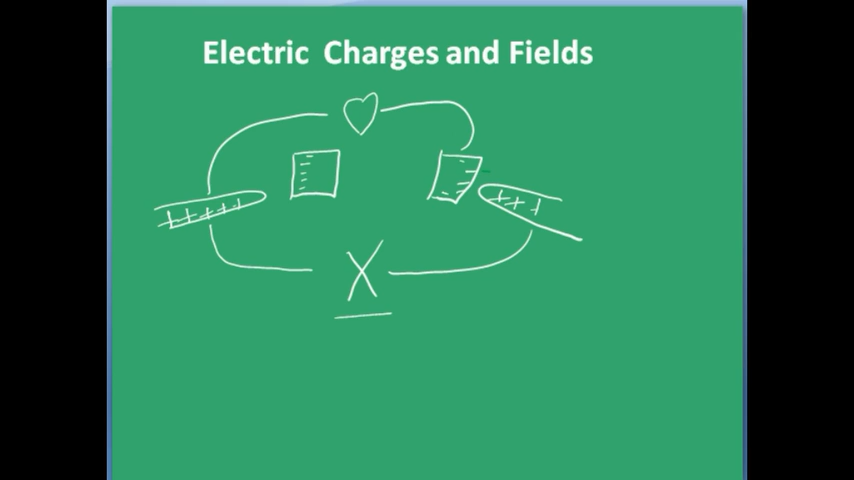 Electric Charges and Fields
- - - - -
- - - - -
+ + + + +
+ + +
X